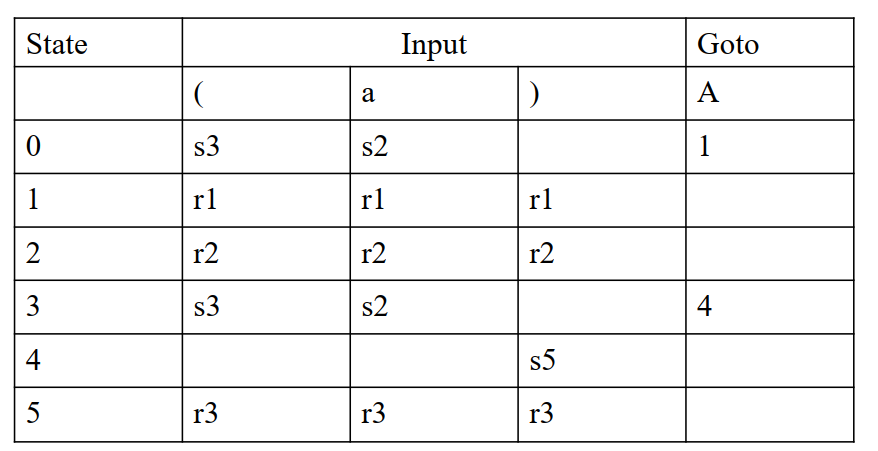 State Input Goto
( a ) A
0 s3 s2 1
1 r1 r1 r1
2 r2 r2 r2
3 s3 s2 4
4 s5
5 r3 r3 r3